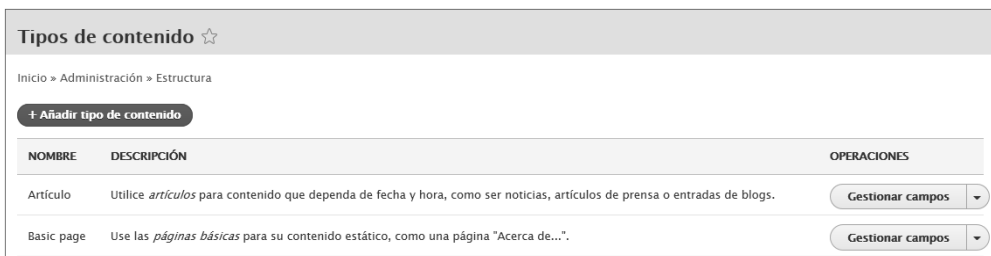 Tipos de contenido ☆
Inicio » Administración » Estructura
+ Añadir tipo de contenido
NOMBRE DESCRIPCIÓN OPERACIONES
Artículo Utilice artículos para contenido que dependa de fecha y hora, como ser noticias, artículos de prensa o entradas de blogs. Gestionar campos
Basic page Use las páginas básicas para su contenido estático, como una página "Acerca de...". Gestionar campos